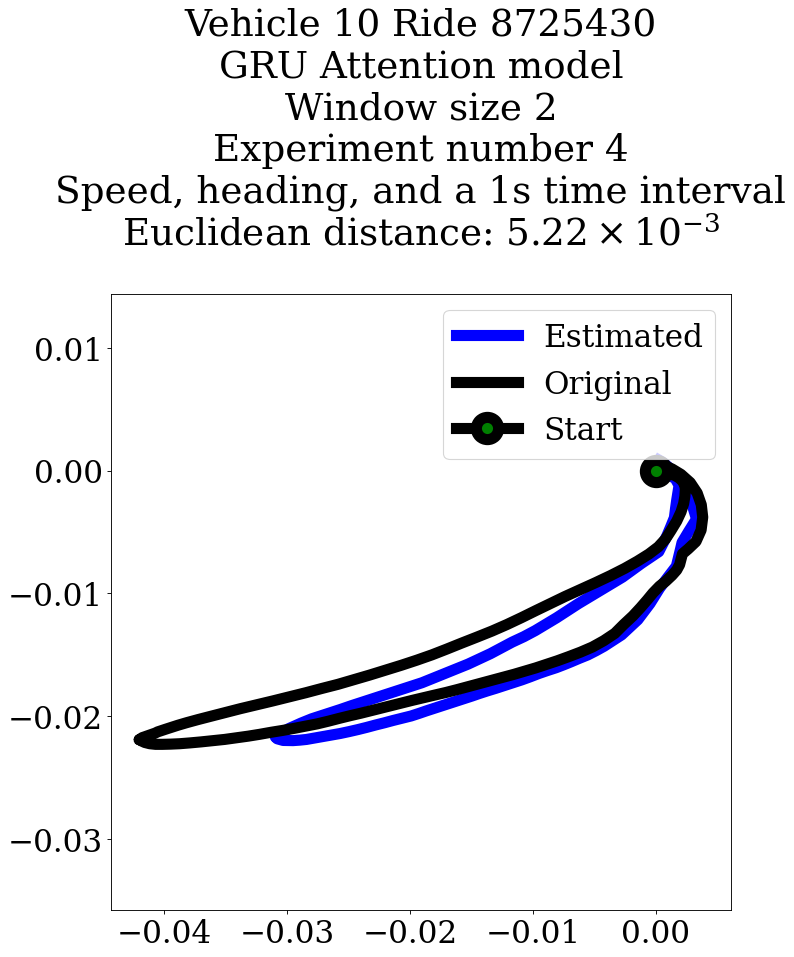 Vehicle 10 Ride 8725430
GRU Attention model
Window size 2
Experiment number 4
Speed, heading, and a 1s time interval
Euclidean distance: 5.22 × 10⁻³
Estimated
Original
Start
0.01
0.00
−0.01
−0.02
−0.03
−0.04 −0.03 −0.02 −0.01 0.00